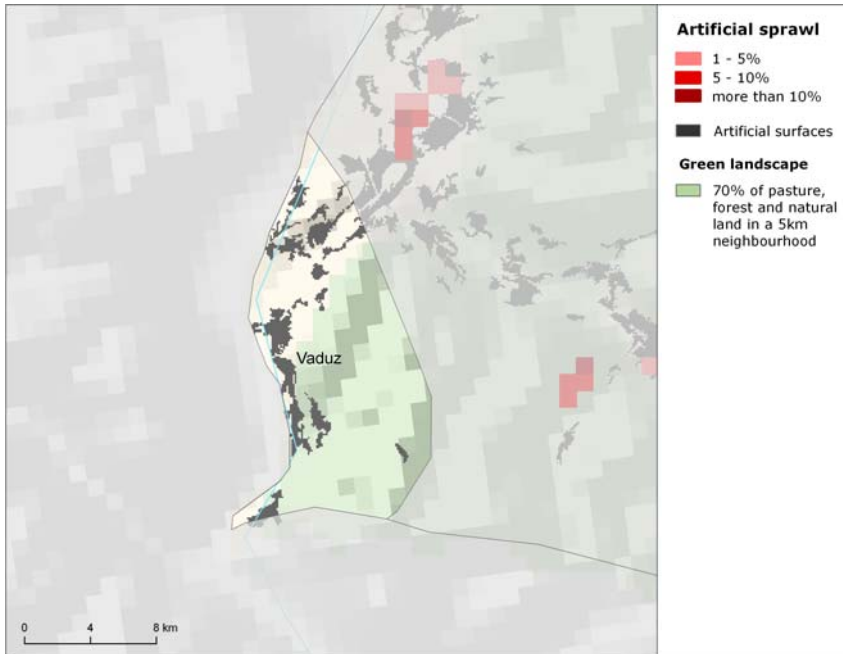 Artificial sprawl
1 - 5%
5 - 10%
more than 10%
Artificial surfaces
Green landscape
70% of pasture,
forest and natural
land in a 5km
neighbourhood
Vaduz
0 4 8 km